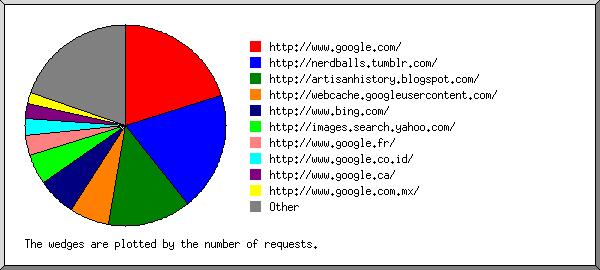 http://www.google.com/
http://nerdballs.tumblr.com/
http://artisanhistory.blogspot.com/
http://webcache.googleusercontent.com/
http://www.bing.com/
http://images.search.yahoo.com/
http://www.google.fr/
http://www.google.co.id/
http://www.google.ca/
http://www.google.com.mx/
Other
The wedges are plotted by the number of requests.